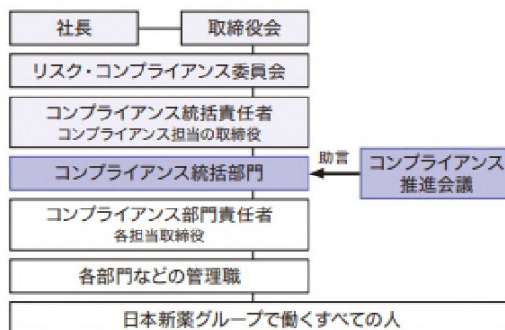 社長
取締役会
リスク・コンプライアンス委員会
コンプライアンス統括責任者
コンプライアンス担当の取締役
コンプライアンス統括部門
助言
コンプライアンス
推進会議
コンプライアンス部門責任者
各担当取締役
各部門などの管理職
日本新薬グループで働くすべての人